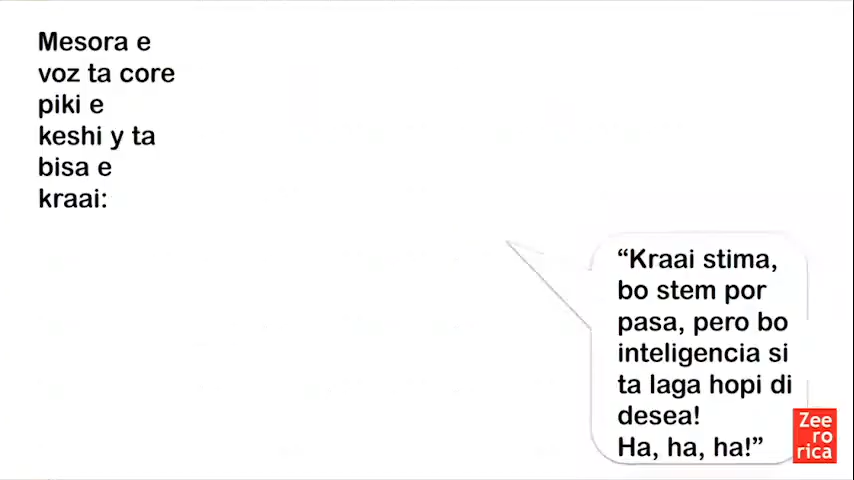 Mesora e
voz ta core
piki e
keshi y ta
bisa e
kraai:
“Kraai stima,
bo stem por
pasa, pero bo
inteligencia si
ta laga hopi di
desea!
Ha, ha, ha!”
Zee
ro
rica